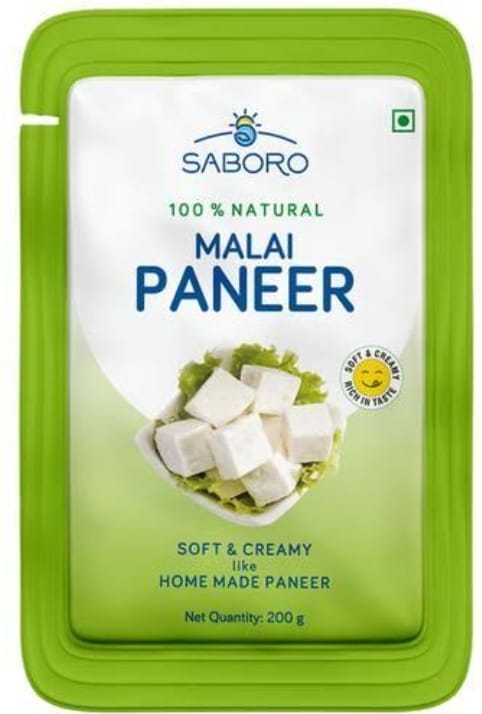 SABORO
100 % NATURAL
MALAI
PANEER
SOFT & CREAMY
RICH IN TASTE
SOFT & CREAMY
like
HOME MADE PANEER
Net Quantity: 200 g